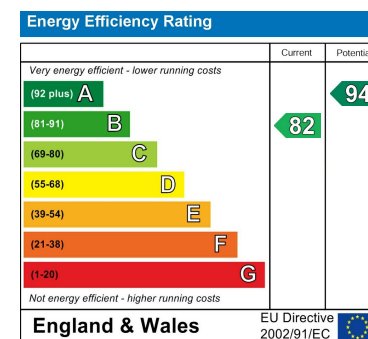 Energy Efficiency Rating
Current Potentia
Very energy efficient - lower running costs
(92 plus) A
94
(81-91) B
82
(69-80) C
(55-68) D
(39-54) E
(21-38) F
(1-20) G
Not energy efficient - higher running costs
England & Wales
EU Directive
2002/91/EC